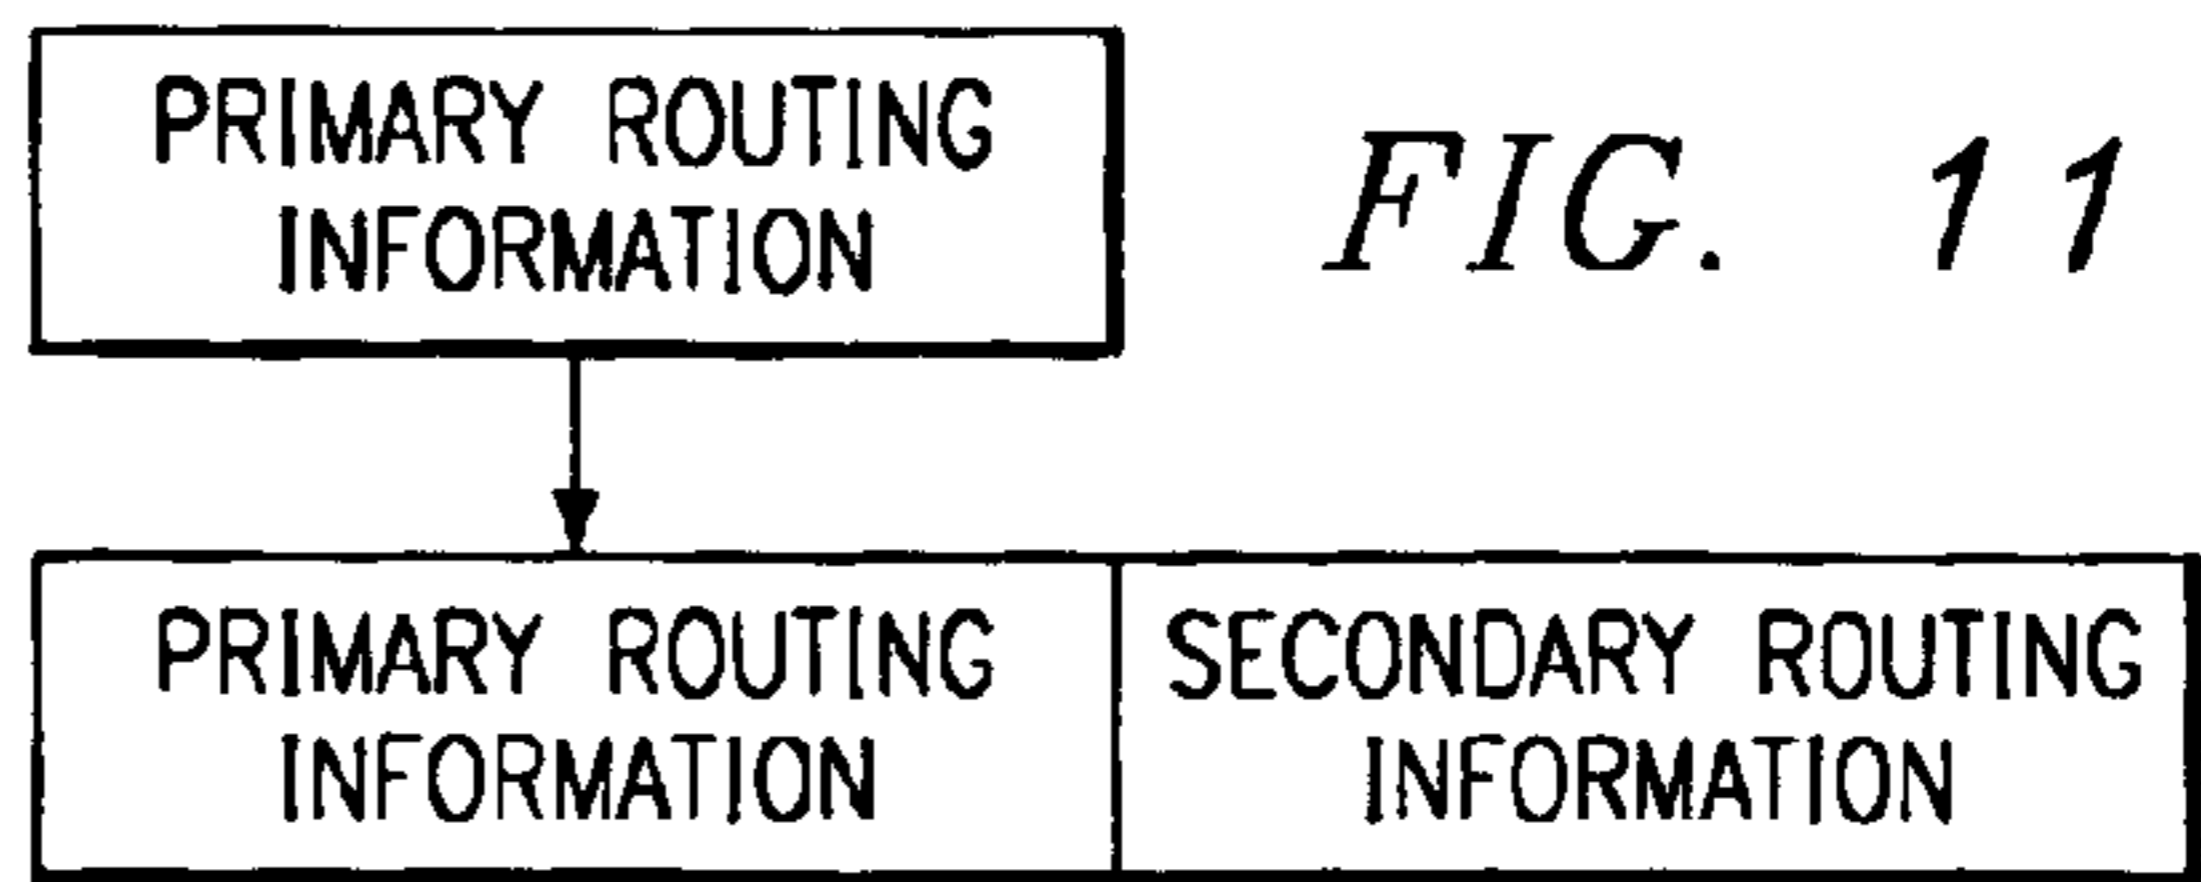 PRIMARY ROUTING
INFORMATION
FIG. 11
PRIMARY ROUTING
INFORMATION
SECONDARY ROUTING
INFORMATION